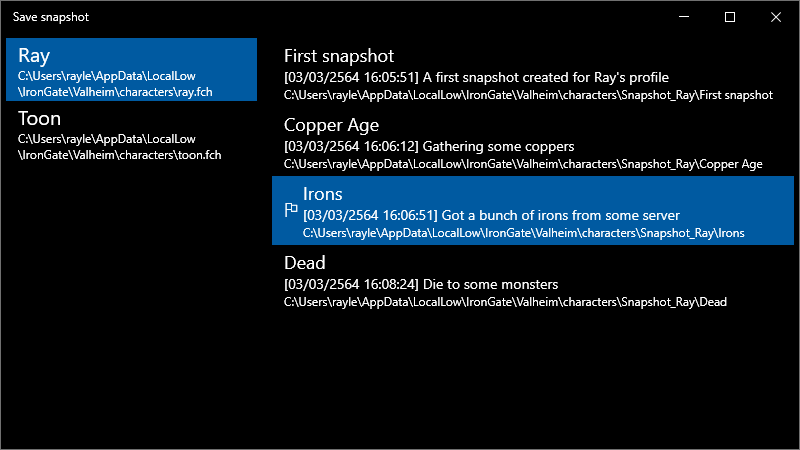 Save snapshot
Ray
C:\Users\rayle\AppData\LocalLow
\IronGate\Valheim\characters\ray.fch
Toon
C:\Users\rayle\AppData\LocalLow
\IronGate\Valheim\characters\toon.fch
First snapshot
[03/03/2564 16:05:51] A first snapshot created for Ray's profile
C:\Users\rayle\AppData\LocalLow\IronGate\Valheim\characters\Snapshot_Ray\First snapshot
Copper Age
[03/03/2564 16:06:12] Gathering some coppers
C:\Users\rayle\AppData\LocalLow\IronGate\Valheim\characters\Snapshot_Ray\Copper Age
Irons
[03/03/2564 16:06:51] Got a bunch of irons from some server
C:\Users\rayle\AppData\LocalLow\IronGate\Valheim\characters\Snapshot_Ray\Irons
Dead
[03/03/2564 16:08:24] Die to some monsters
C:\Users\rayle\AppData\LocalLow\IronGate\Valheim\characters\Snapshot_Ray\Dead